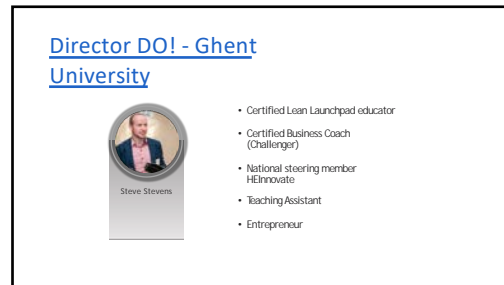 Director DO! - Ghent
University
Steve Stevens
• Certified Lean Launchpad educator
• Certified Business Coach
(Challenger)
• National steering member
HEInnovate
• Teaching Assistant
• Entrepreneur